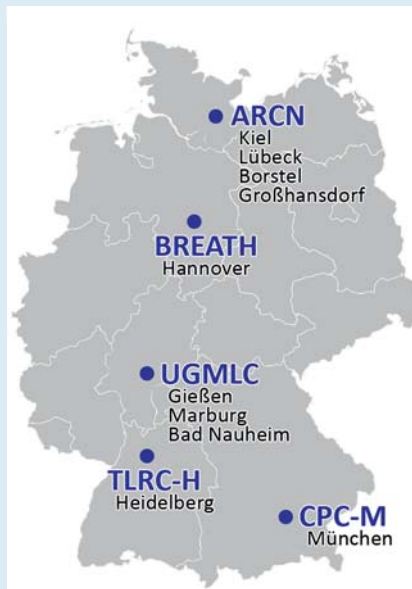 ARCN
Kiel
Lübeck
Borstel
Großhansdorf
BREATH
Hannover
UGMLC
Gießen
Marburg
Bad Nauheim
TLRC-H
Heidelberg
CPC-M
München